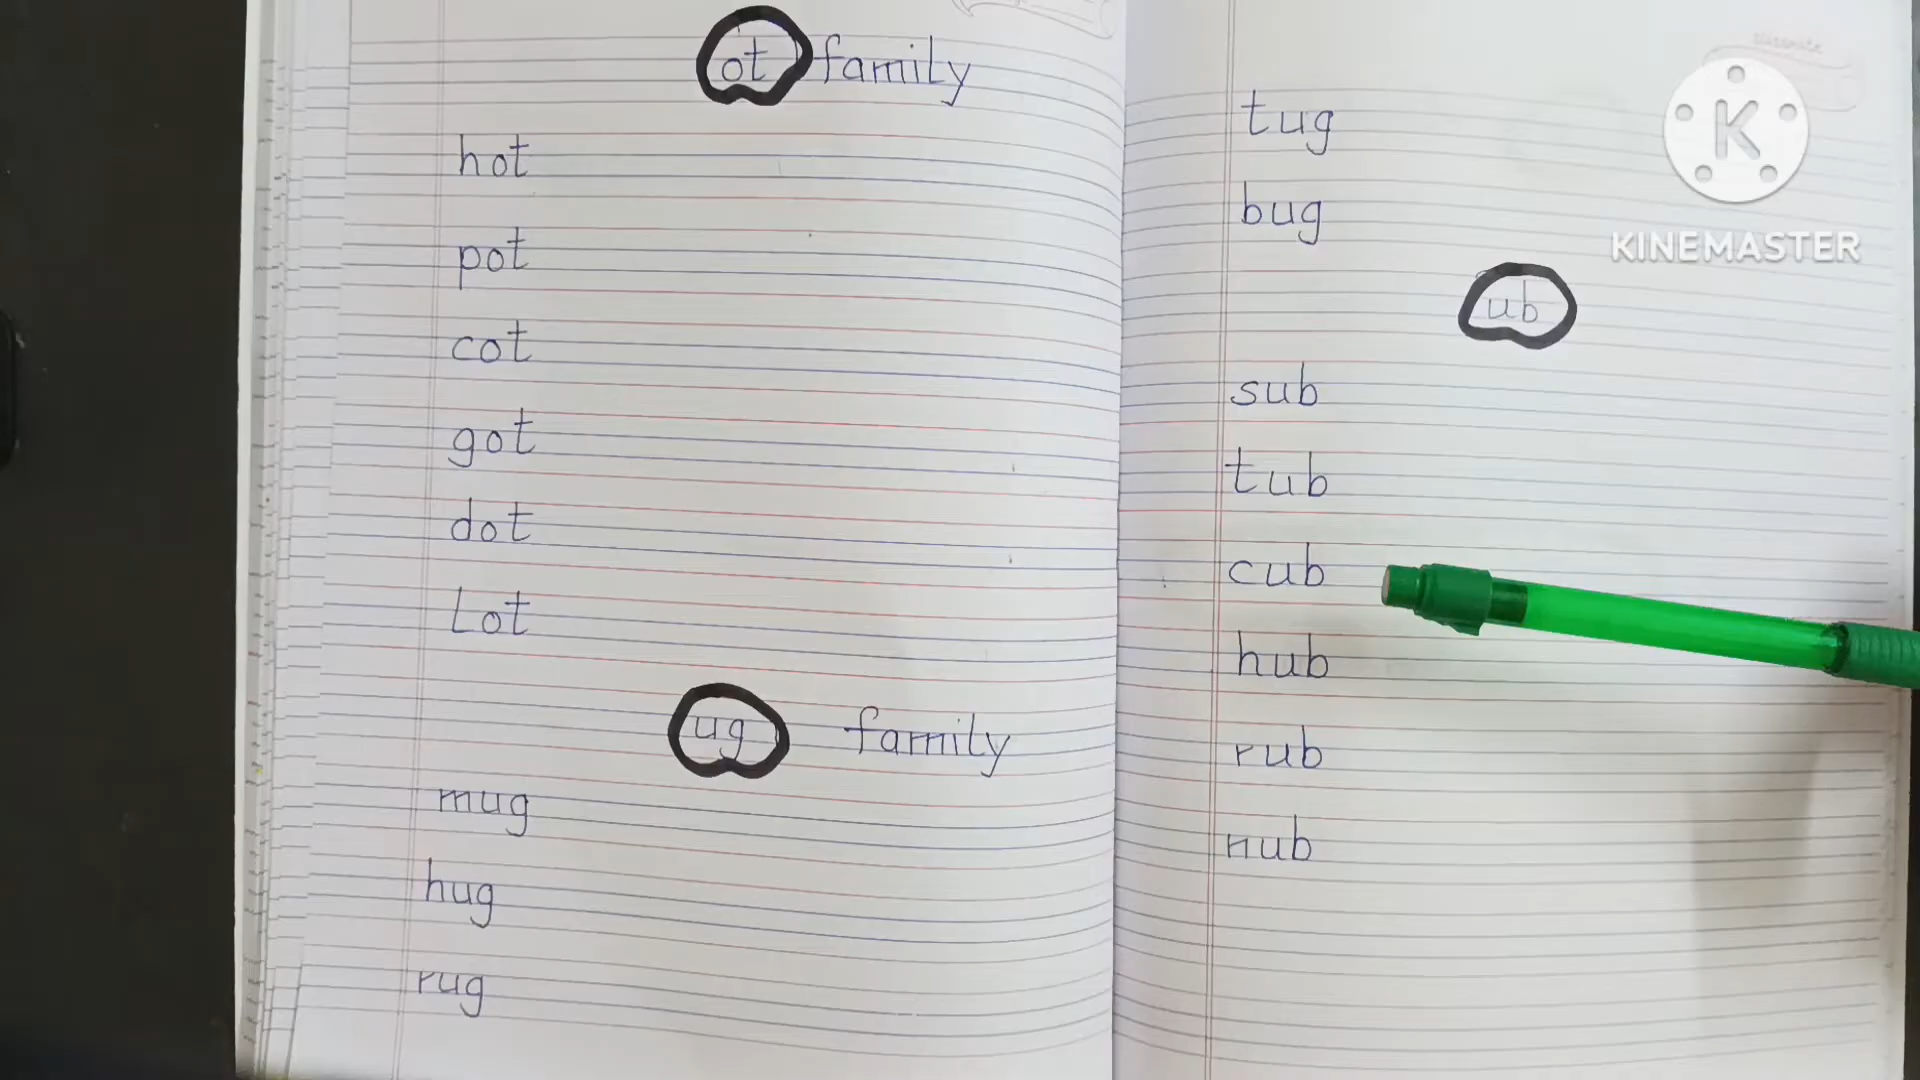 ot family
hot
pot
cot
got
dot
Lot
ug family
mug
hug
rug
tug
bug
ub
sub
tub
cub
hub
rub
nub
K
KINEMASTER